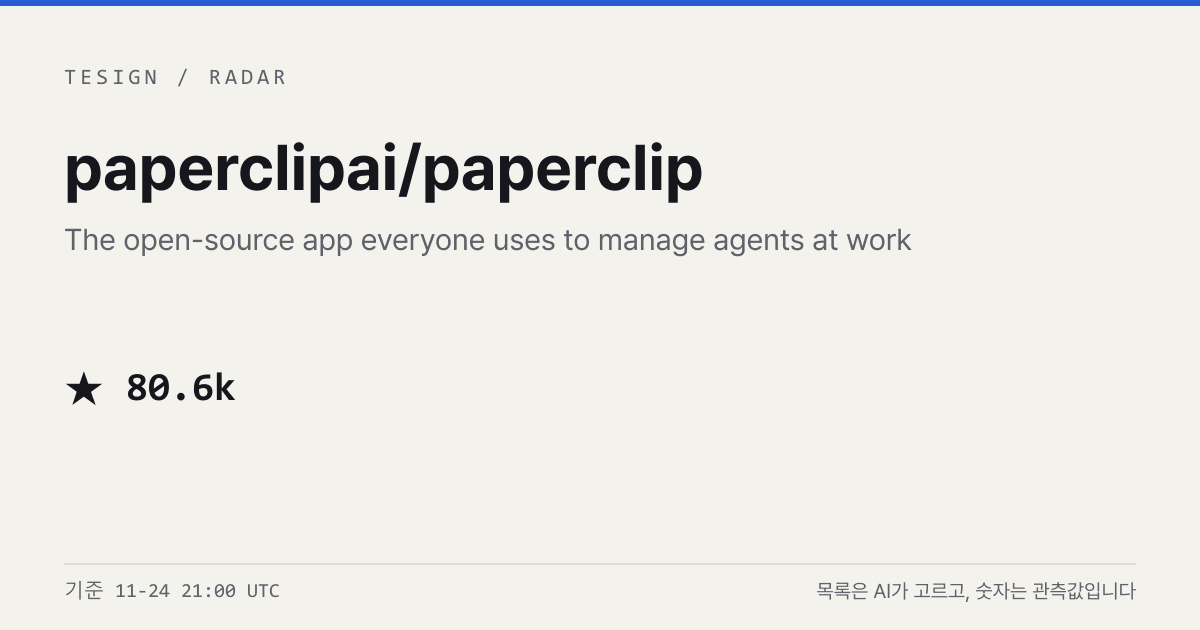 TESIGN / RADAR
paperclipai/paperclip
The open-source app everyone uses to manage agents at work
★ 80.6k
기준 11-24 21:00 UTC
목록은 AI가 고르고, 숫자는 관측값입니다